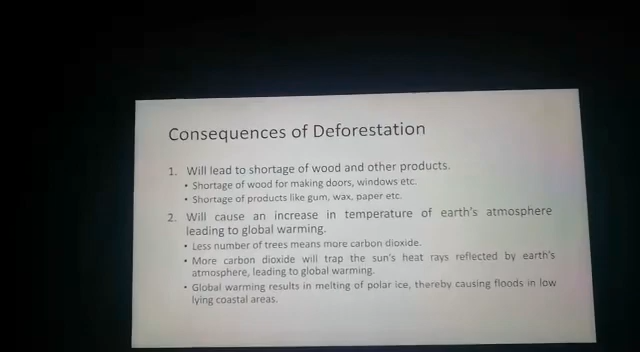 Consequences of Deforestation
1. Will lead to shortage of wood and other products.
• Shortage of wood for making doors, windows etc.
• Shortage of products like gum, wax, paper etc.
2. Will cause an increase in temperature of earth's atmosphere
leading to global warming.
• Less number of trees means more carbon dioxide.
• More carbon dioxide will trap the sun's heat rays reflected by earth's
atmosphere, leading to global warming.
• Global warming results in melting of polar ice, thereby causing floods in low
lying coastal areas.